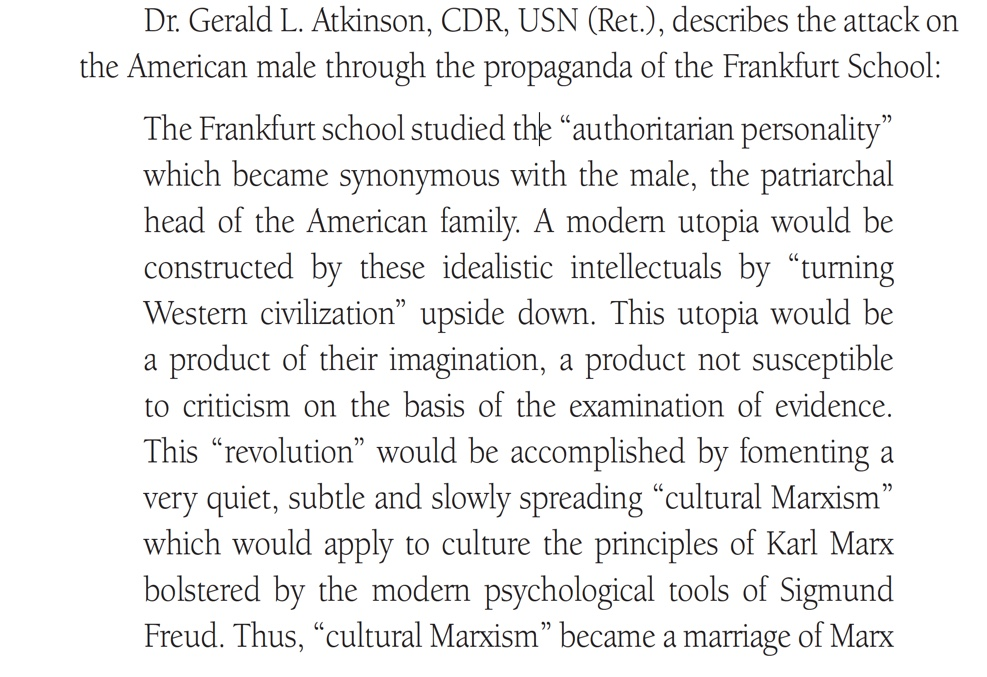 Dr. Gerald L. Atkinson, CDR, USN (Ret.), describes the attack on
the American male through the propaganda of the Frankfurt School:
The Frankfurt school studied the “authoritarian personality”
which became synonymous with the male, the patriarchal
head of the American family. A modern utopia would be
constructed by these idealistic intellectuals by “turning
Western civilization” upside down. This utopia would be
a product of their imagination, a product not susceptible
to criticism on the basis of the examination of evidence.
This “revolution” would be accomplished by fomenting a
very quiet, subtle and slowly spreading “cultural Marxism”
which would apply to culture the principles of Karl Marx
bolstered by the modern psychological tools of Sigmund
Freud. Thus, “cultural Marxism” became a marriage of Marx